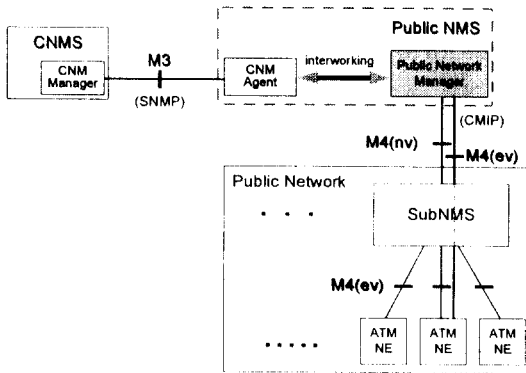 CNMS
CNM
Manager
M3
(SNMP)
Public NMS
CNM
Agent
interworking
Public Network
Manager
(CMIP)
M4(nv)
M4(ev)
Public Network
SubNMS
M4(ev)
ATM
NE
ATM
NE
ATM
NE